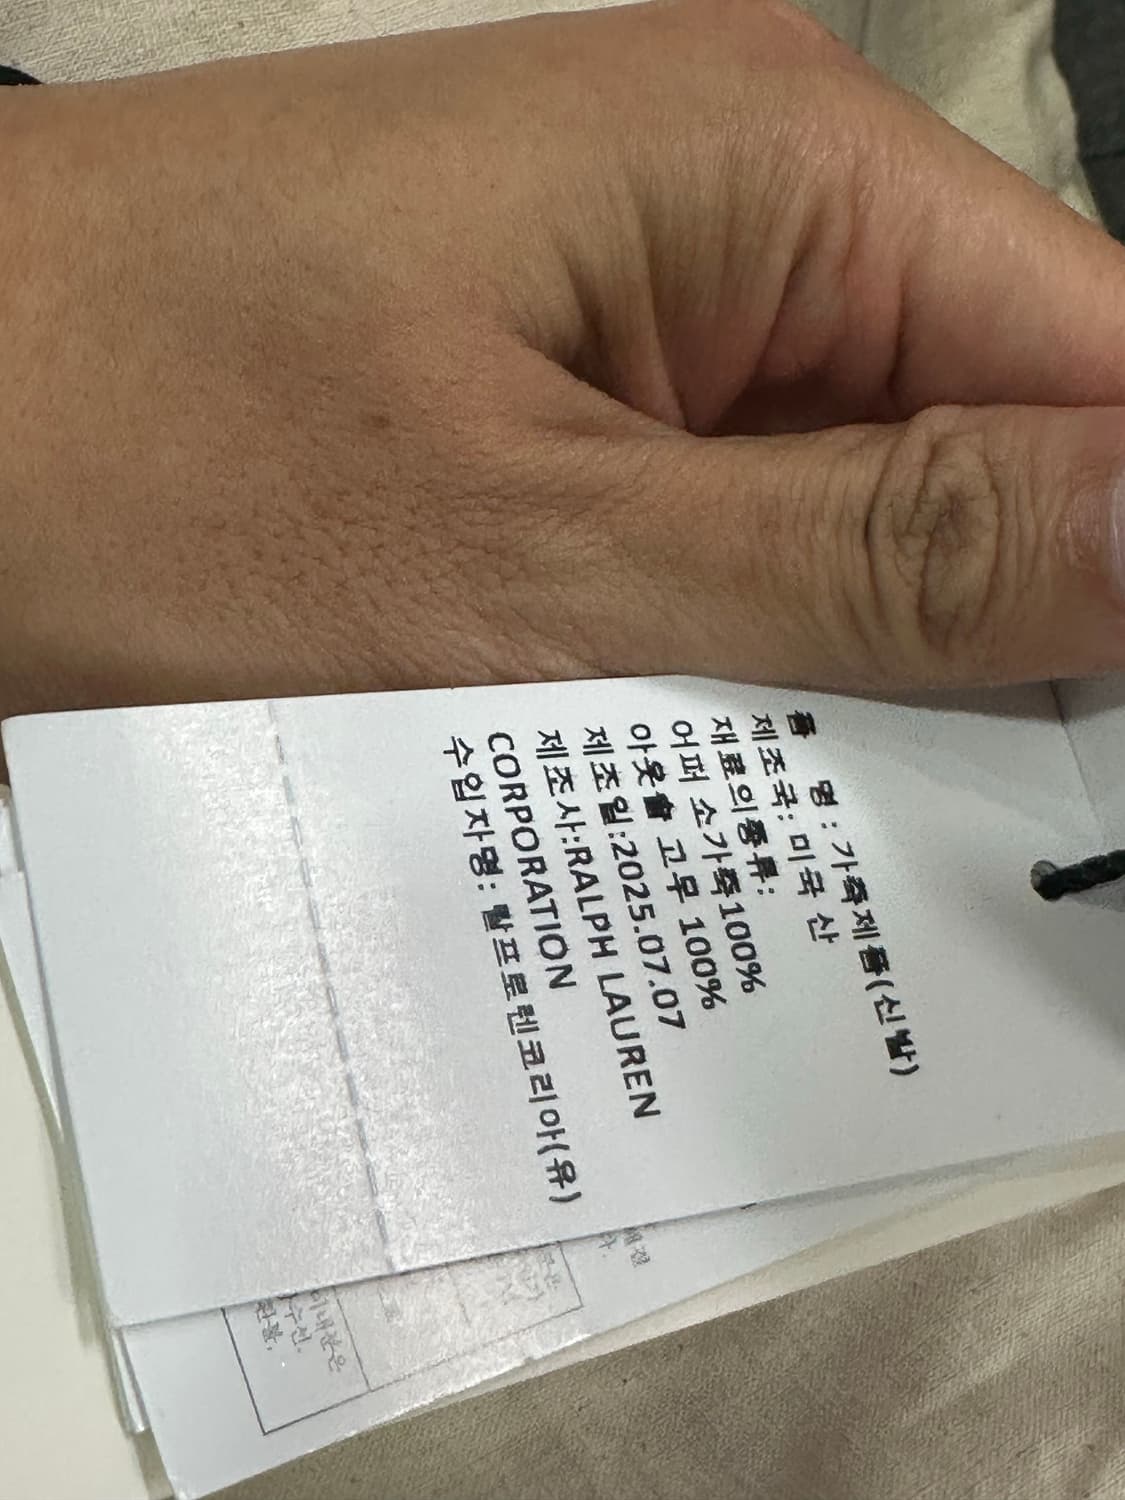 품 명 : 가죽제품(신발)
제조국: 미국 산
재료의종류:
어퍼 소가죽100%
아웃솔 고무 100%
제조일:2025.07.07
제조사:RALPH LAUREN
CORPORATION
수입자명: 랄프로렌코리아(유)